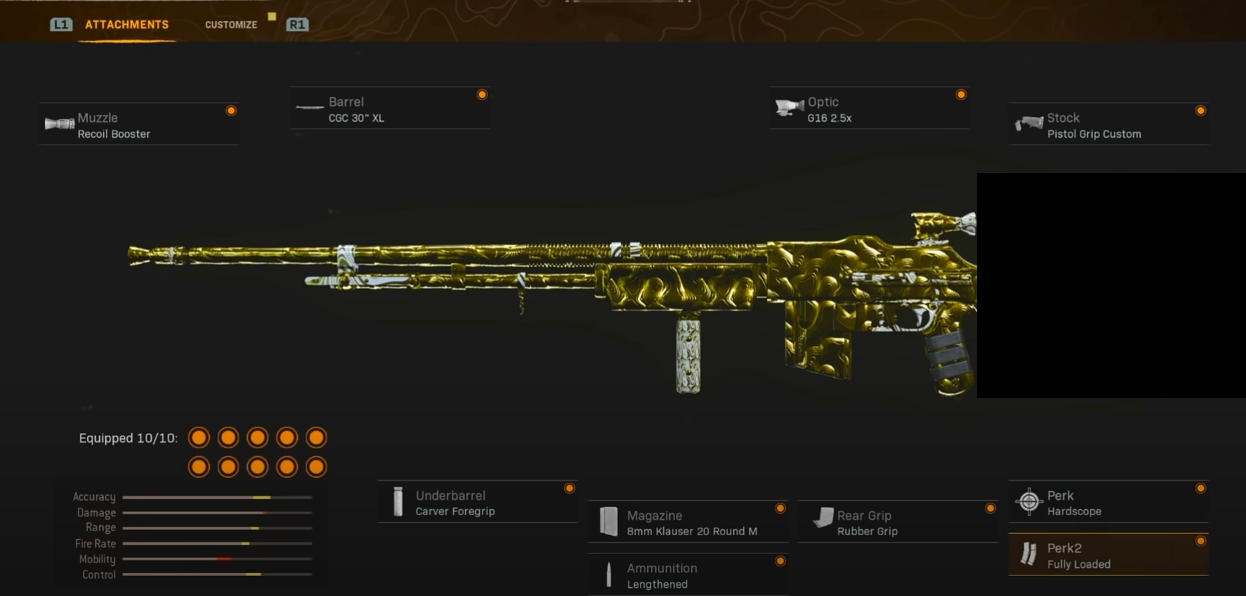 L1 ATTACHMENTS CUSTOMIZE R1
Muzzle
Recoil Booster
Barrel
CGC 30" XL
Optic
G16 2.5x
Stock
Pistol Grip Custom
Equipped 10/10:
Accuracy
Damage
Range
Fire Rate
Mobility
Control
Underbarrel
Carver Foregrip
Magazine
8mm Klauser 20 Round M
Ammunition
Lengthened
Rear Grip
Rubber Grip
Perk
Hardscope
Perk2
Fully Loaded